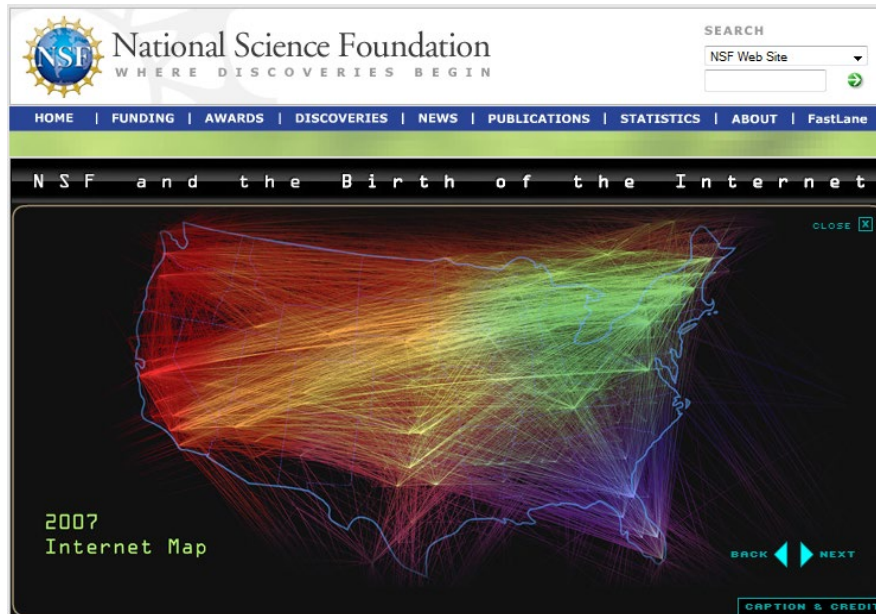 NSF
National Science Foundation
WHERE DISCOVERIES BEGIN
SEARCH
NSF Web Site
HOME | FUNDING | AWARDS | DISCOVERIES | NEWS | PUBLICATIONS | STATISTICS | ABOUT | FastLane
NSF and the Birth of the Internet
CLOSE X
2007
Internet Map
BACK NEXT
CAPTION & CREDIT